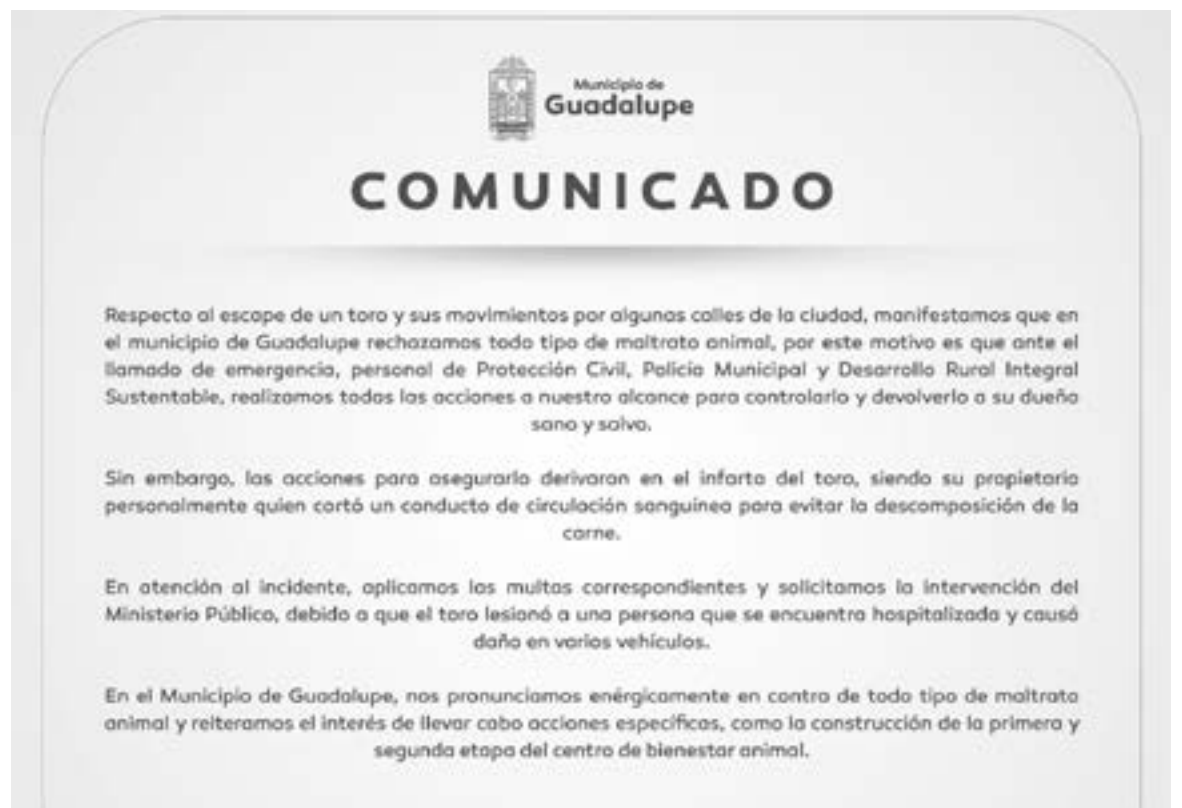 Municipio de
Guadalupe
COMUNICADO
Respecto al escape de un toro y sus movimientos por algunas calles de la ciudad, manifestamos que en
el municipio de Guadalupe rechazamos todo tipo de maltrato animal, por este motivo es que ante el
llamado de emergencia, personal de Protección Civil, Policía Municipal y Desarrollo Rural Integral
Sustentable, realizamos todas las acciones a nuestro alcance para controlarlo y devolverlo a su dueño
sano y salvo.
Sin embargo, las acciones para asegurarlo derivaron en el infarto del toro, siendo su propietario
personalmente quien cortó un conducto de circulación sanguínea para evitar la descomposición de la
carne.
En atención al incidente, aplicamos las multas correspondientes y solicitamos la intervención del
Ministerio Público, debido a que el toro lesionó a una persona que se encuentra hospitalizada y causó
daño en varios vehículos.
En el Municipio de Guadalupe, nos pronunciamos enérgicamente en contra de todo tipo de maltrato
animal y reiteramos el interés de llevar cabo acciones específicas, como la construcción de la primera y
segunda etapa del centro de bienestar animal.